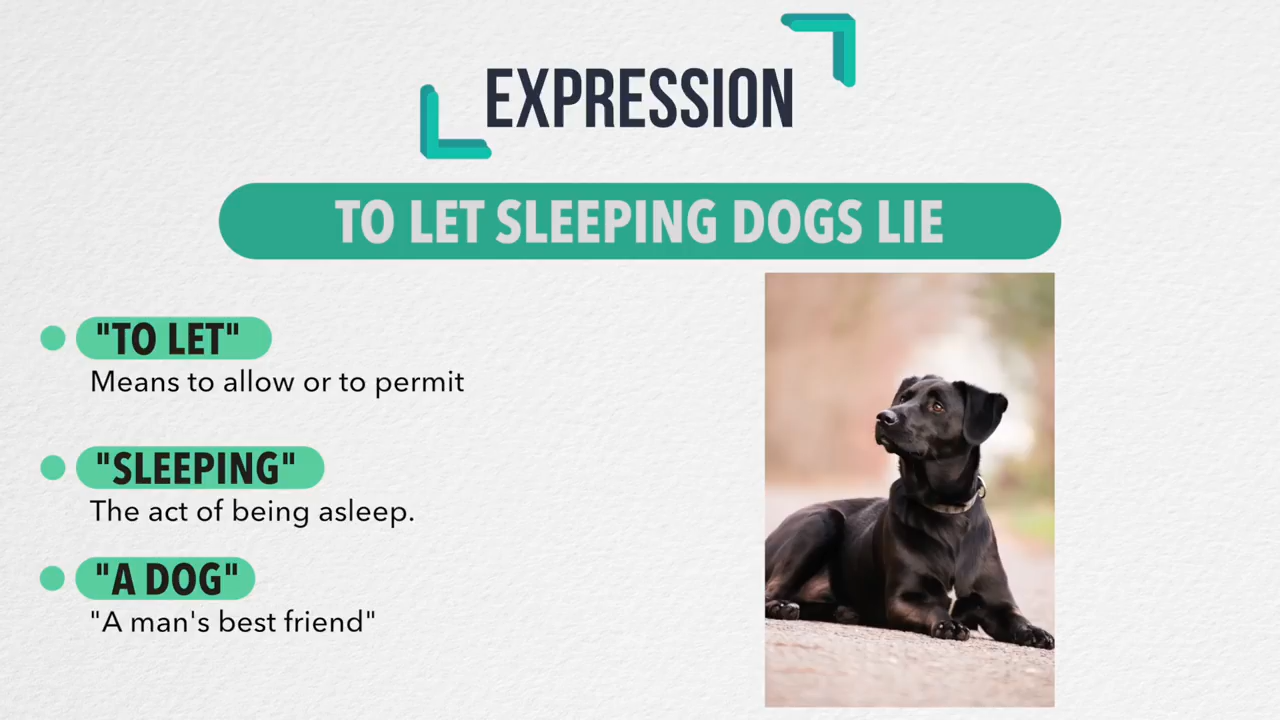 EXPRESSION
TO LET SLEEPING DOGS LIE
"TO LET"
Means to allow or to permit
"SLEEPING"
The act of being asleep.
"A DOG"
"A man's best friend"